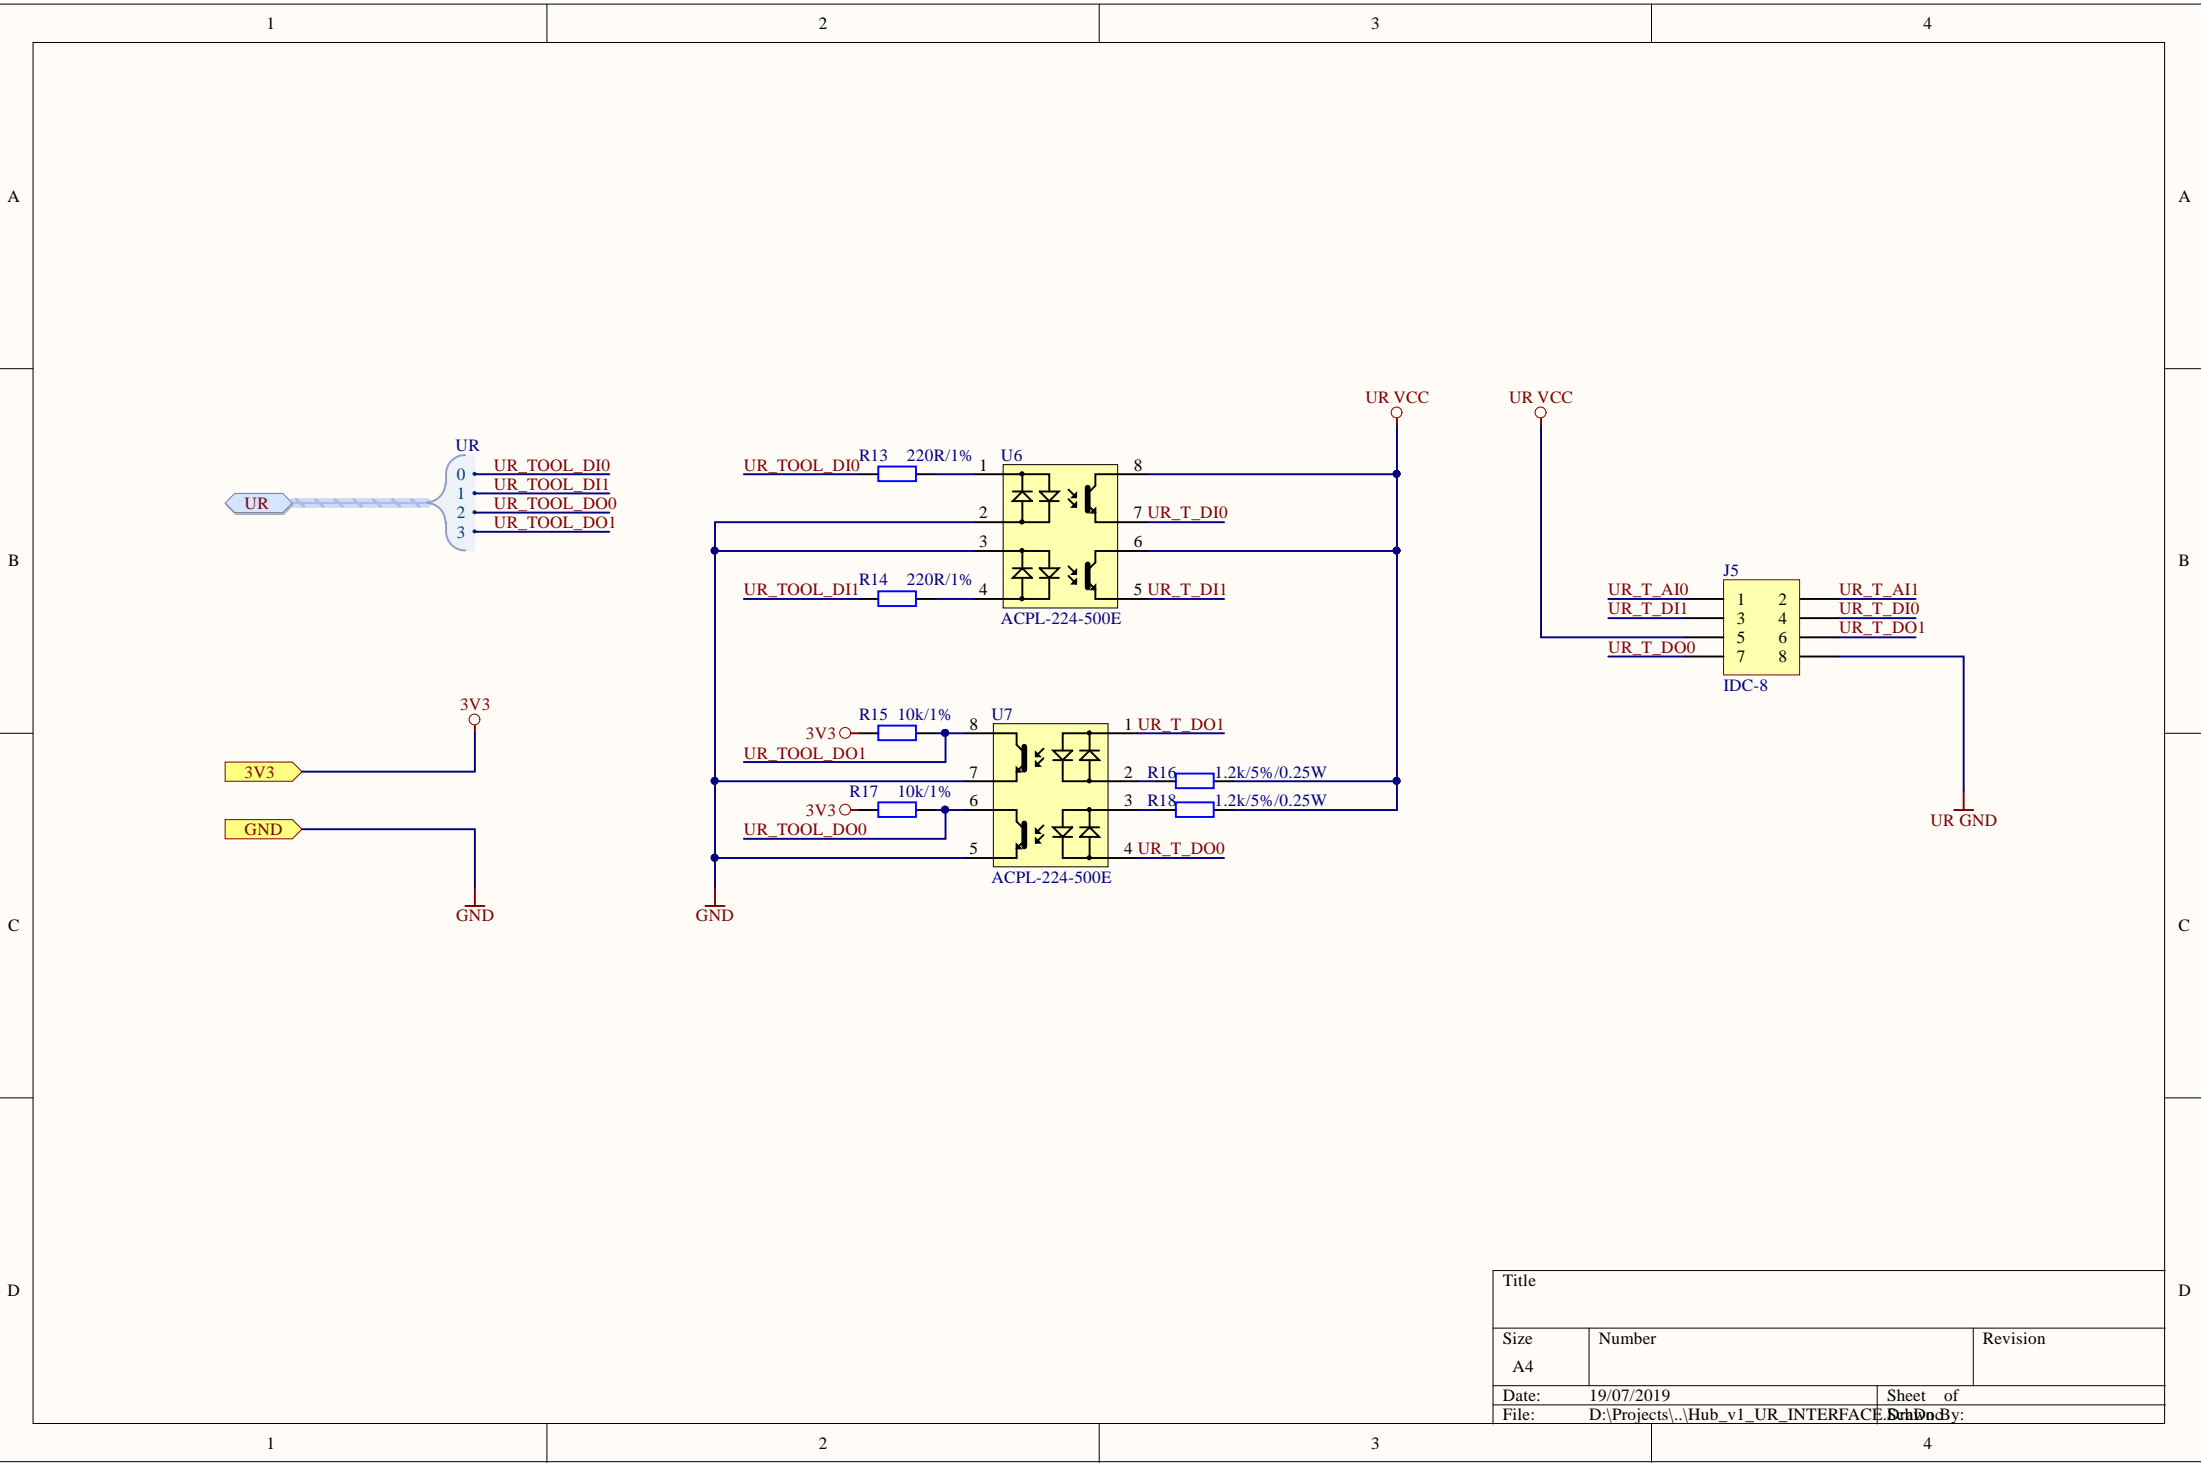 1 2 3 4
A A
UR VCC UR VCC
UR
UR
0 UR_TOOL_DI0
1 UR_TOOL_DI1
2 UR_TOOL_DO0
3 UR_TOOL_DO1
UR_TOOL_DI0 R13 220R/1% 1 U6 8
2 7 UR_T_DI0
3 6
UR_TOOL_DI1 R14 220R/1% 4 5 UR_T_DI1
ACPL-224-500E
B B
J5
UR_T_AI0 1 2 UR_T_AI1
UR_T_DI1 3 4 UR_T_DI0
5 6 UR_T_DO1
UR_T_DO0 7 8
IDC-8
UR GND
3V3
3V3
GND
GND
3V3 R15 10k/1% 8 U7 1 UR_T_DO1
UR_TOOL_DO1
7 2 R16 1.2k/5%/0.25W
3V3 R17 10k/1% 6 3 R18 1.2k/5%/0.25W
UR_TOOL_DO0
5 4 UR_T_DO0
ACPL-224-500E
GND
C C
D D
Title
Size Number Revision
A4
Date: 19/07/2019 Sheet of
File: D:\Projects\..\Hub_v1_UR_INTERFACE.SchDoc Drawn By:
1 2 3 4